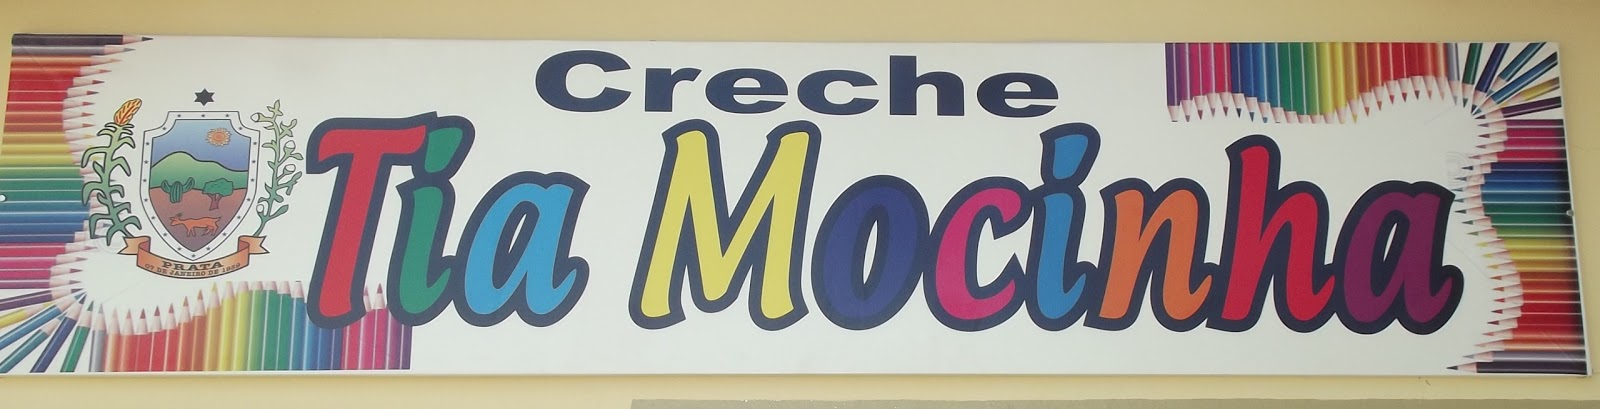 Creche
Tia Mocinha
PRATA